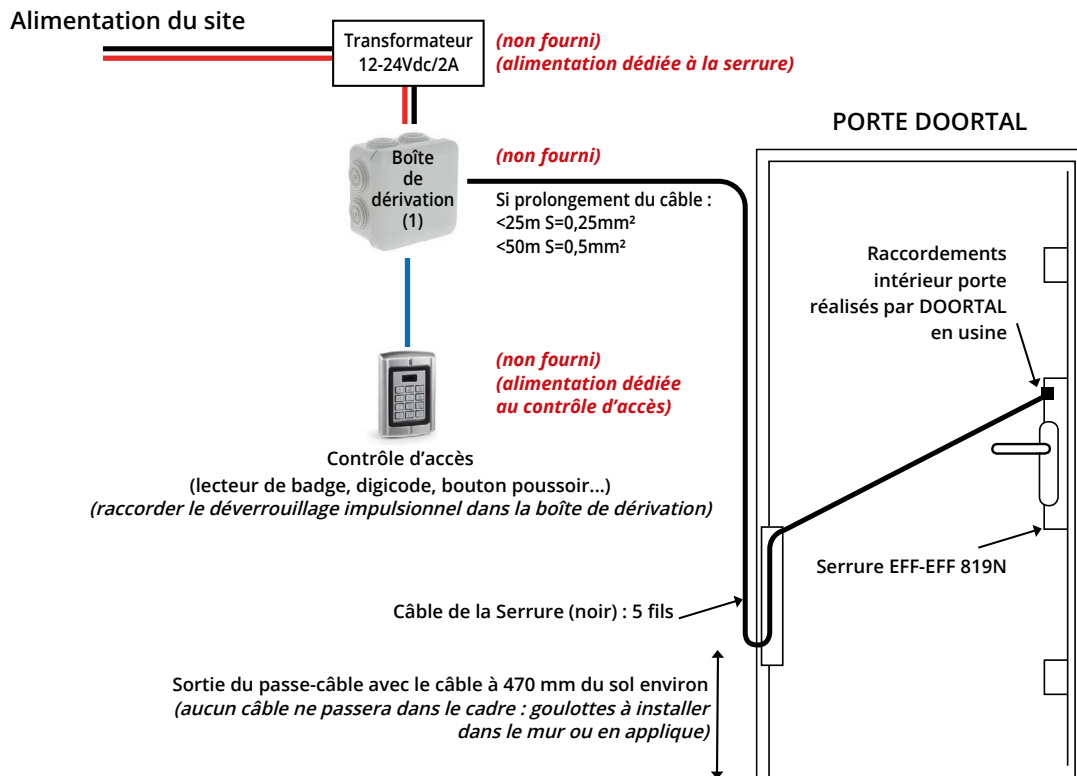 Alimentation du site
Transformateur
12-24Vdc/2A
(non fourni)
(alimentation dédiée à la serrure)
PORTE DOORTAL
Boîte
de
dérivation
(1)
(non fourni)
Si prolongement du câble :
<25m S=0,25mm²
<50m S=0,5mm²
Raccordements
intérieur porte
réalisés par DOORTAL
en usine
(non fourni)
(alimentation dédiée
au contrôle d’accès)
Contrôle d’accès
(lecteur de badge, digicode, bouton poussoir...)
(raccorder le déverrouillage impulsionnel dans la boîte de dérivation)
Serrure EFF-EFF 819N
Câble de la Serrure (noir) : 5 fils
Sortie du passe-câble avec le câble à 470 mm du sol environ
(aucun câble ne passera dans le cadre : goulottes à installer
dans le mur ou en applique)